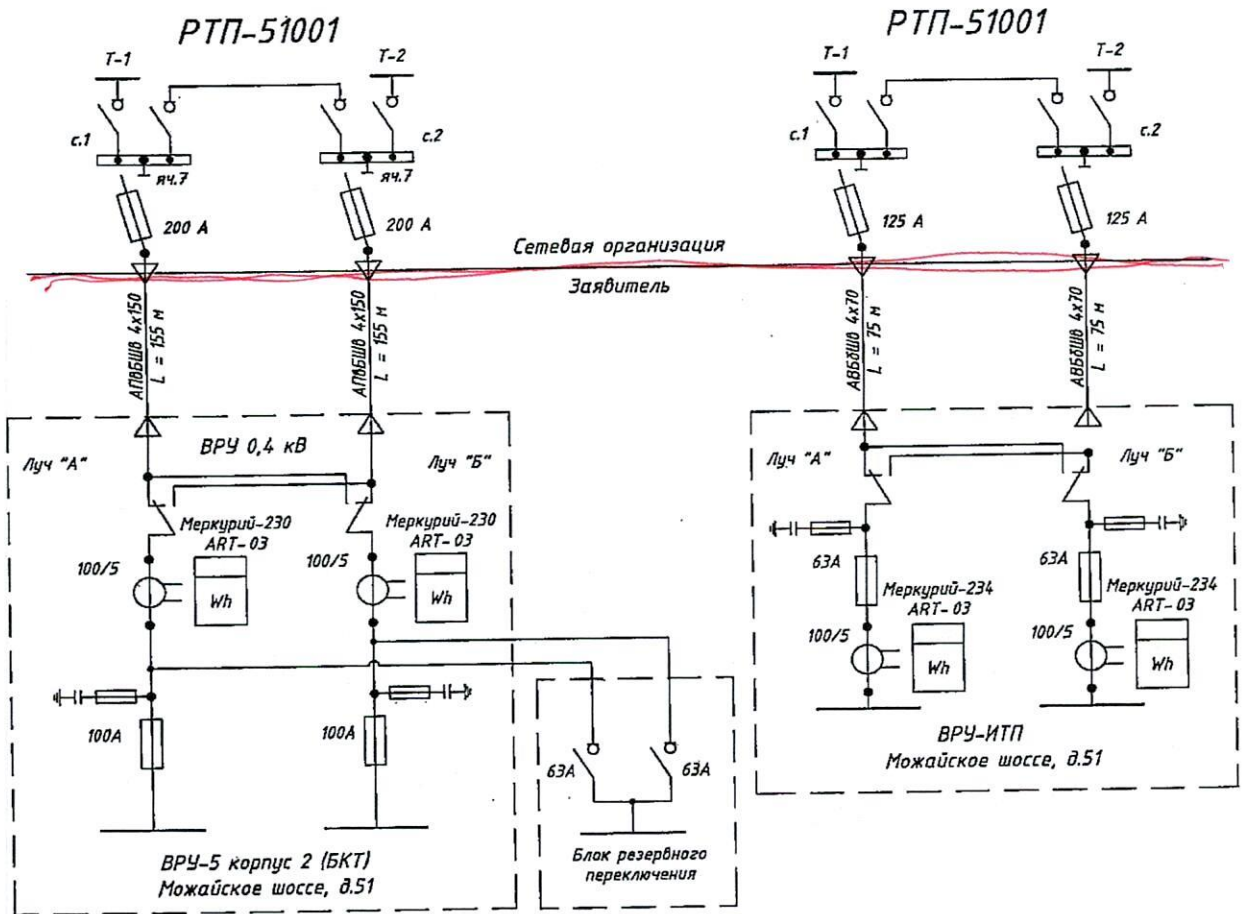 РТП-51001
Т-1
Т-2
с.1
с.2
яч.7
яч.7
200 А
200 А
РТП-51001
Т-1
Т-2
с.1
с.2
125 А
125 А
Сетевая организация
Заявитель
АПвБШв 4х150
L = 155 м
АПвБШв 4х150
L = 155 м
АВБбШв 4х70
L = 75 м
АВБбШв 4х70
L = 75 м
ВРУ 0,4 кВ
Луч "А"
Луч "Б"
Меркурий-230
ART-03
Меркурий-230
ART-03
100/5
Wh
100/5
Wh
100А
100А
ВРУ-5 корпус 2 (БКТ)
Можайское шоссе, д.51
63А
63А
Блок резервного
переключения
Луч "А"
Луч "Б"
63А
63А
Меркурий-234
ART-03
Меркурий-234
ART-03
100/5
Wh
100/5
Wh
ВРУ-ИТП
Можайское шоссе, д.51